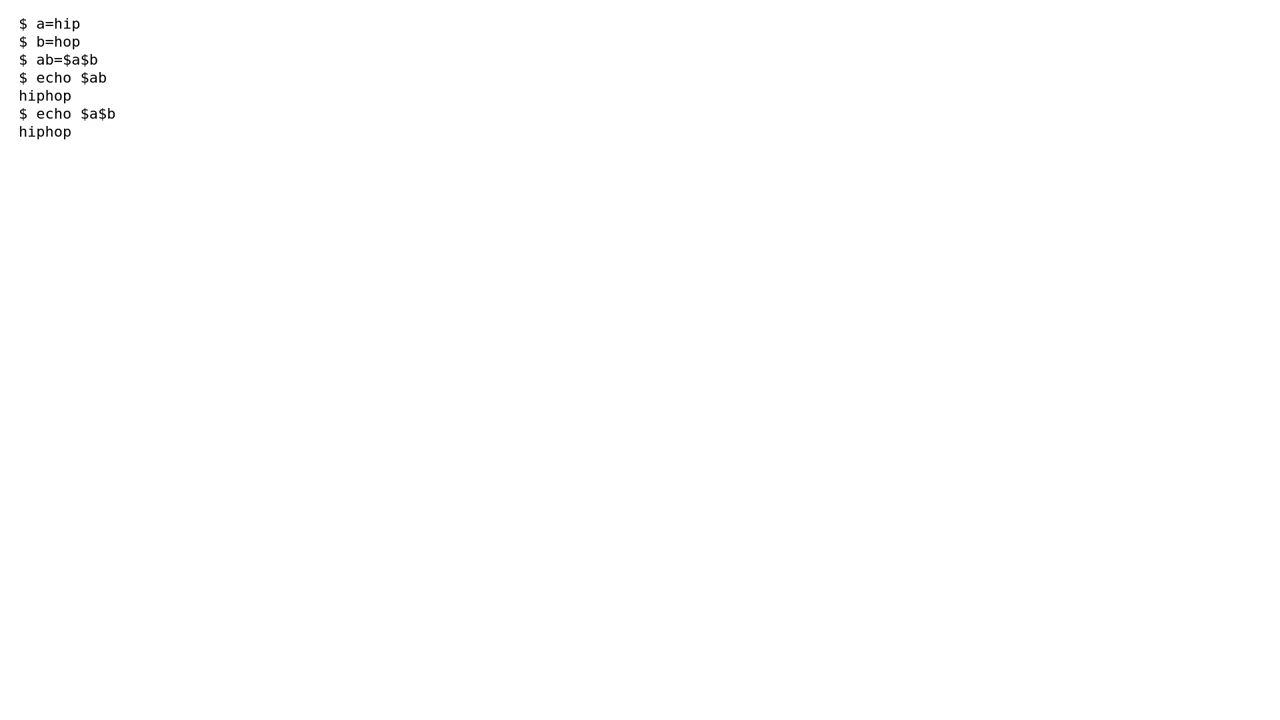 $ a=hip
$ b=hop
$ ab=$a$b
$ echo $ab
hiphop
$ echo $a$b
hiphop